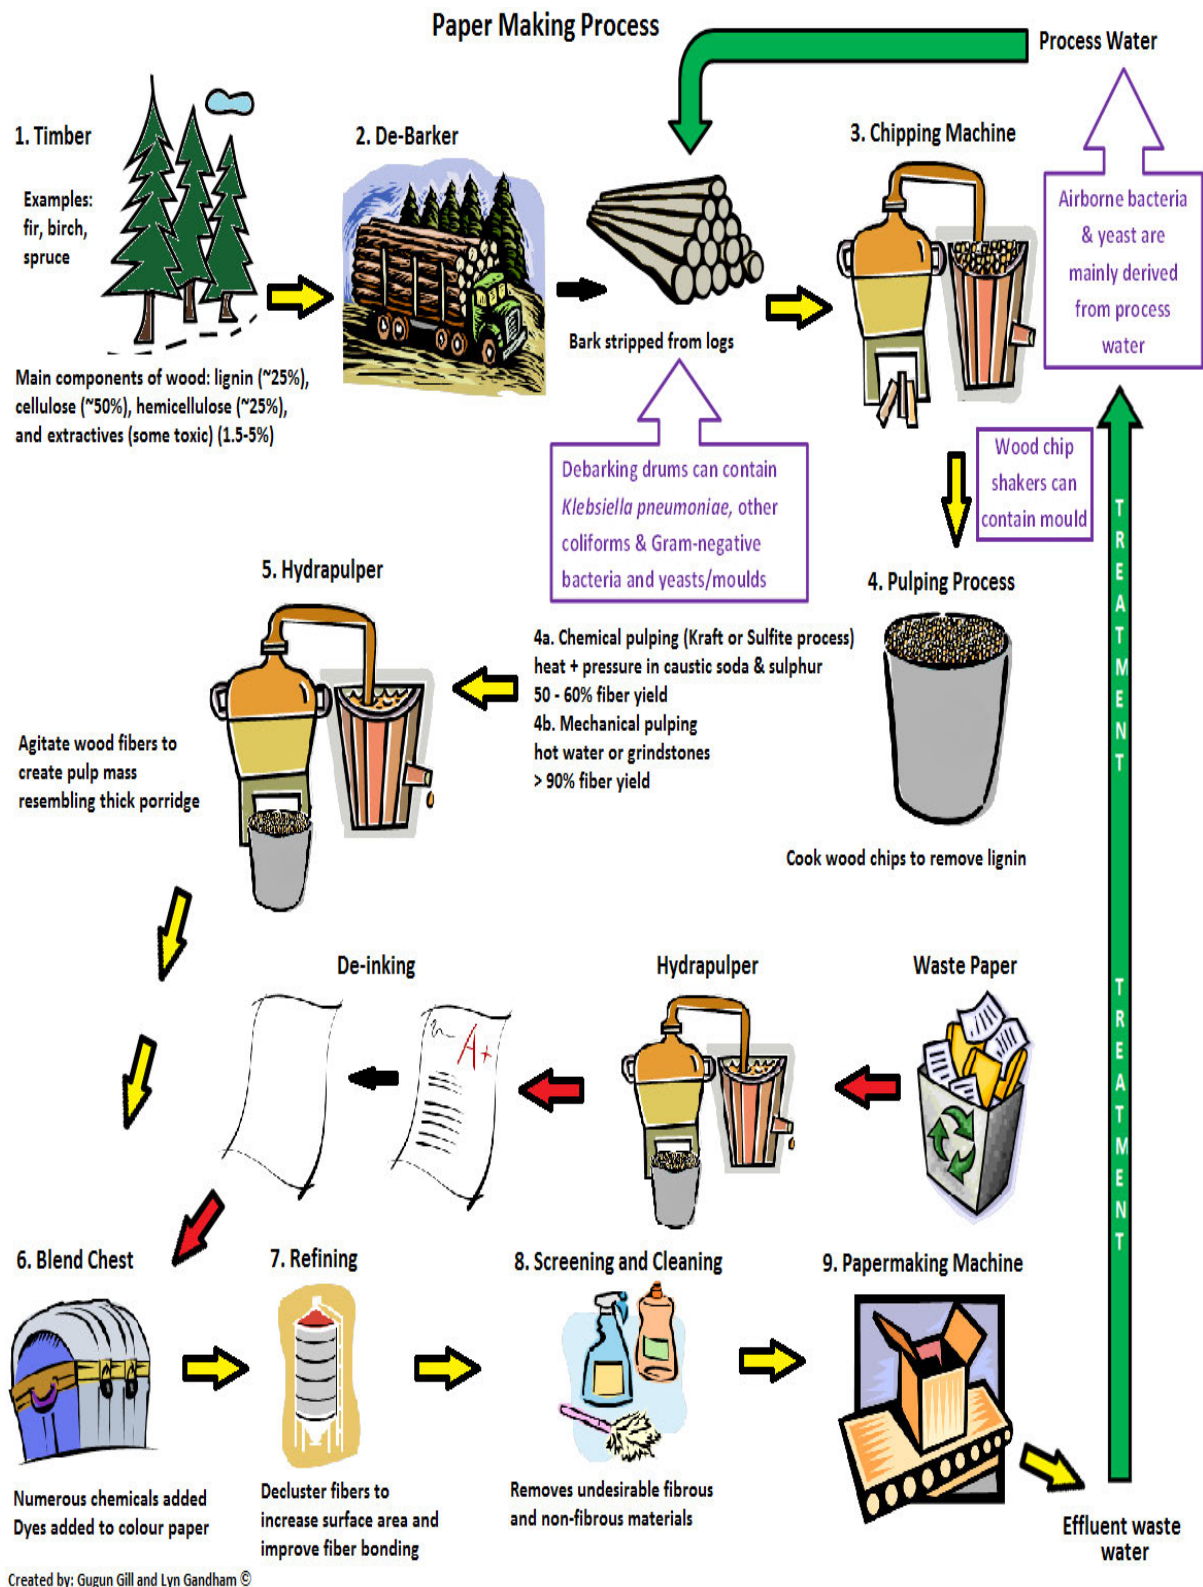 Paper Making Process
Process Water
1. Timber
Examples:
fir, birch,
spruce
Main components of wood: lignin (~25%),
cellulose (~50%), hemicellulose (~25%),
and extractives (some toxic) (1.5-5%)
2. De-Barker
Bark stripped from logs
Debarking drums can contain
Klebsiella pneumoniae, other
coliforms & Gram-negative
bacteria and yeasts/moulds
3. Chipping Machine
Airborne bacteria
& yeast are
mainly derived
from process
water
Wood chip
shakers can
contain mould
4. Pulping Process
Cook wood chips to remove lignin
4a. Chemical pulping (Kraft or Sulfite process)
heat + pressure in caustic soda & sulphur
50 - 60% fiber yield
4b. Mechanical pulping
hot water or grindstones
> 90% fiber yield
5. Hydrapulper
Agitate wood fibers to
create pulp mass
resembling thick porridge
TREATMENT
TREATMENT
Waste Paper
Hydrapulper
De-inking
A+
6. Blend Chest
Numerous chemicals added
Dyes added to colour paper
7. Refining
Decluster fibers to
increase surface area and
improve fiber bonding
8. Screening and Cleaning
Removes undesirable fibrous
and non-fibrous materials
9. Papermaking Machine
Effluent waste
water
Created by: Gugun Gill and Lyn Gandham ©